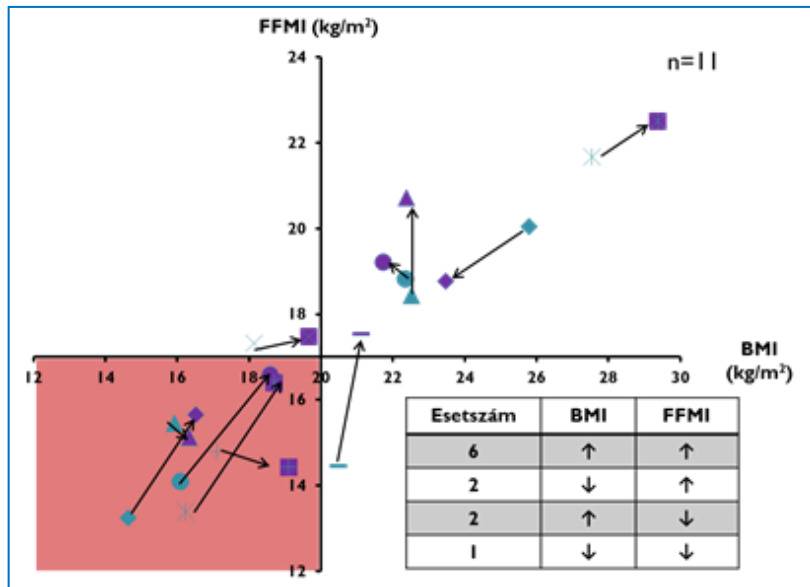 FFMI (kg/m²)
24
n=11
22
20
18
BMI
(kg/m²)
12 14 16 18 20 22 24 26 28 30
16
14
12
Esetszám BMI FFMI
6 ↑ ↑
2 ↓ ↑
2 ↑ ↓
1 ↓ ↓